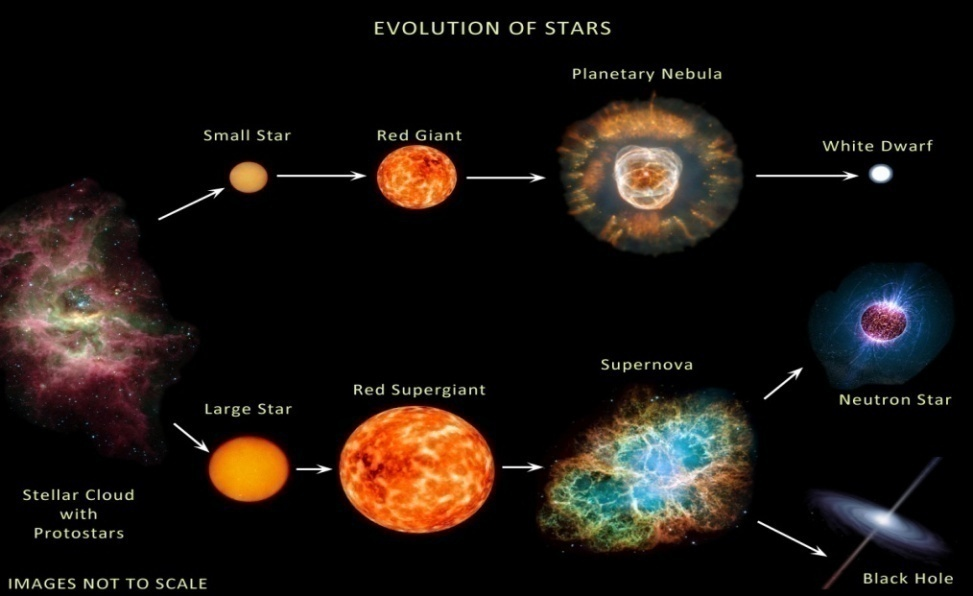 EVOLUTION OF STARS
Planetary Nebula
Small Star
Red Giant
White Dwarf
Supernova
Neutron Star
Large Star
Red Supergiant
Stellar Cloud
with
Protostars
Black Hole
IMAGES NOT TO SCALE